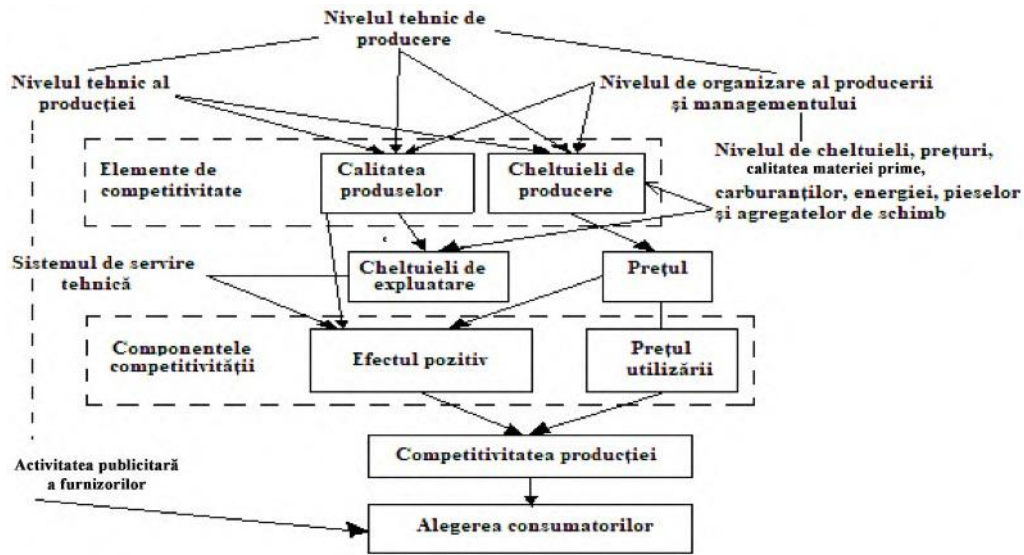 Nivelul tehnic de
producere
Nivelul tehnic al
producției
Nivelul de organizare al producerii
și managementului
Elemente de
competitivitate
Calitatea
produselor
Cheltuieli de
producere
Nivelul de cheltuieli, prețuri,
calitatea materiei prime,
carburanților, energiei, pieselor
și agregatelor de schimb
Sistemul de servire
tehnică
Cheltuieli de
expluatare
Prețul
Componentele
competitivității
Efectul pozitiv
Prețul
utilizării
Competitivitatea producției
Activitatea publicitară
a furnizorilor
Alegerea consumatorilor